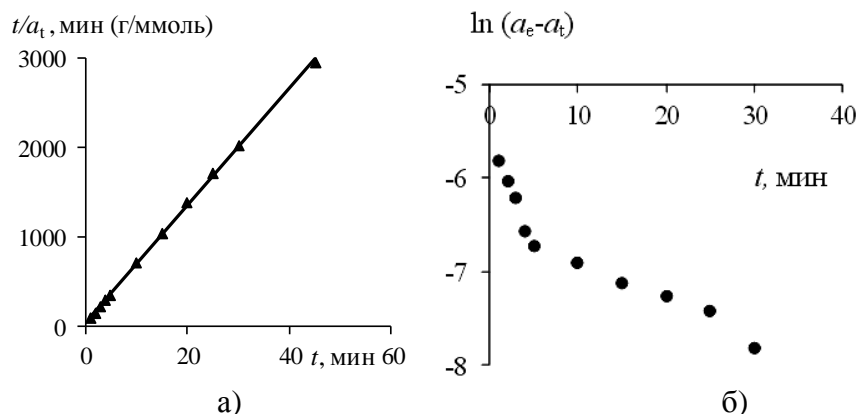 t/aₜ , мин (г/ммоль)
3000
2000
1000
0
0 20 40 t, мин 60
а)
ln (aₑ-aₜ)
-5
0 10 20 30 40
t, мин
-6
-7
-8
б)